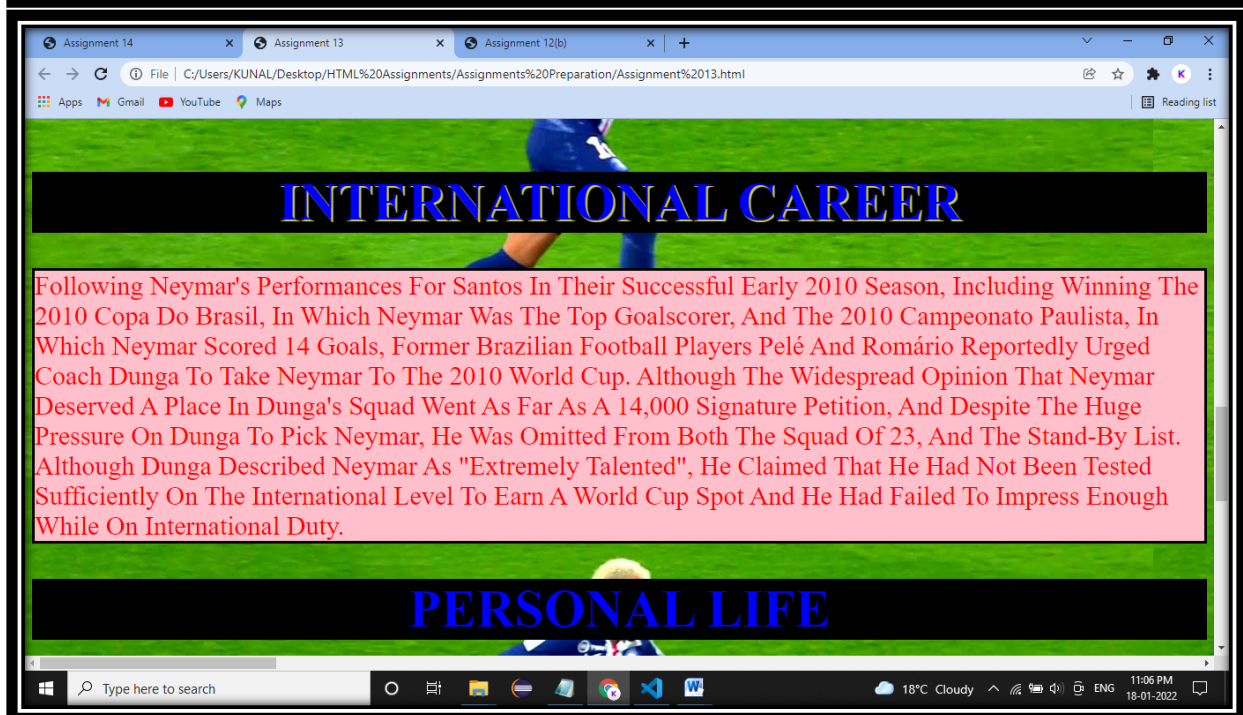 Assignment 14
Assignment 13
Assignment 12(b)
File
C:/Users/KUNAL/Desktop/HTML%20Assignments/Assignments%20Preparation/Assignment%2013.html
K
Apps
Gmail
YouTube
Maps
Reading list
INTERNATIONAL CAREER
Following Neymar's Performances For Santos In Their Successful Early 2010 Season, Including Winning The
2010 Copa Do Brasil, In Which Neymar Was The Top Goalscorer, And The 2010 Campeonato Paulista, In
Which Neymar Scored 14 Goals, Former Brazilian Football Players Pelé And Romário Reportedly Urged
Coach Dunga To Take Neymar To The 2010 World Cup. Although The Widespread Opinion That Neymar
Deserved A Place In Dunga's Squad Went As Far As A 14,000 Signature Petition, And Despite The Huge
Pressure On Dunga To Pick Neymar, He Was Omitted From Both The Squad Of 23, And The Stand-By List.
Although Dunga Described Neymar As "Extremely Talented", He Claimed That He Had Not Been Tested
Sufficiently On The International Level To Earn A World Cup Spot And He Had Failed To Impress Enough
While On International Duty.
PERSONAL LIFE
Type here to search
K
W
18°C Cloudy
ENG
11:06 PM
18-01-2022